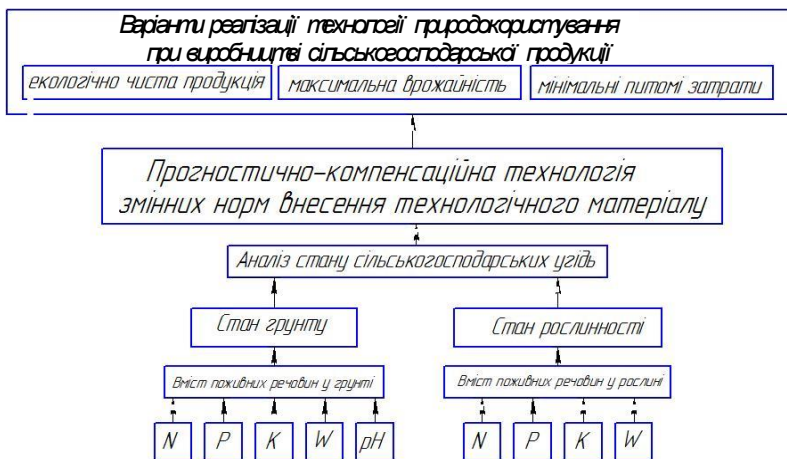 Варіанти реалізації технології природокористування
при виробництві сільськогосподарської продукції
екологічно чиста продукція максимальна врожайність мінімальні питомі затрати
Прогностично-компенсаційна технологія
змінних норм внесення технологічного матеріалу
Аналіз стану сільськогосподарських угідь
Стан грунту Стан рослинності
Вміст поживних речовин у грунті Вміст поживних речовин у рослині
N P K W pH N P K W